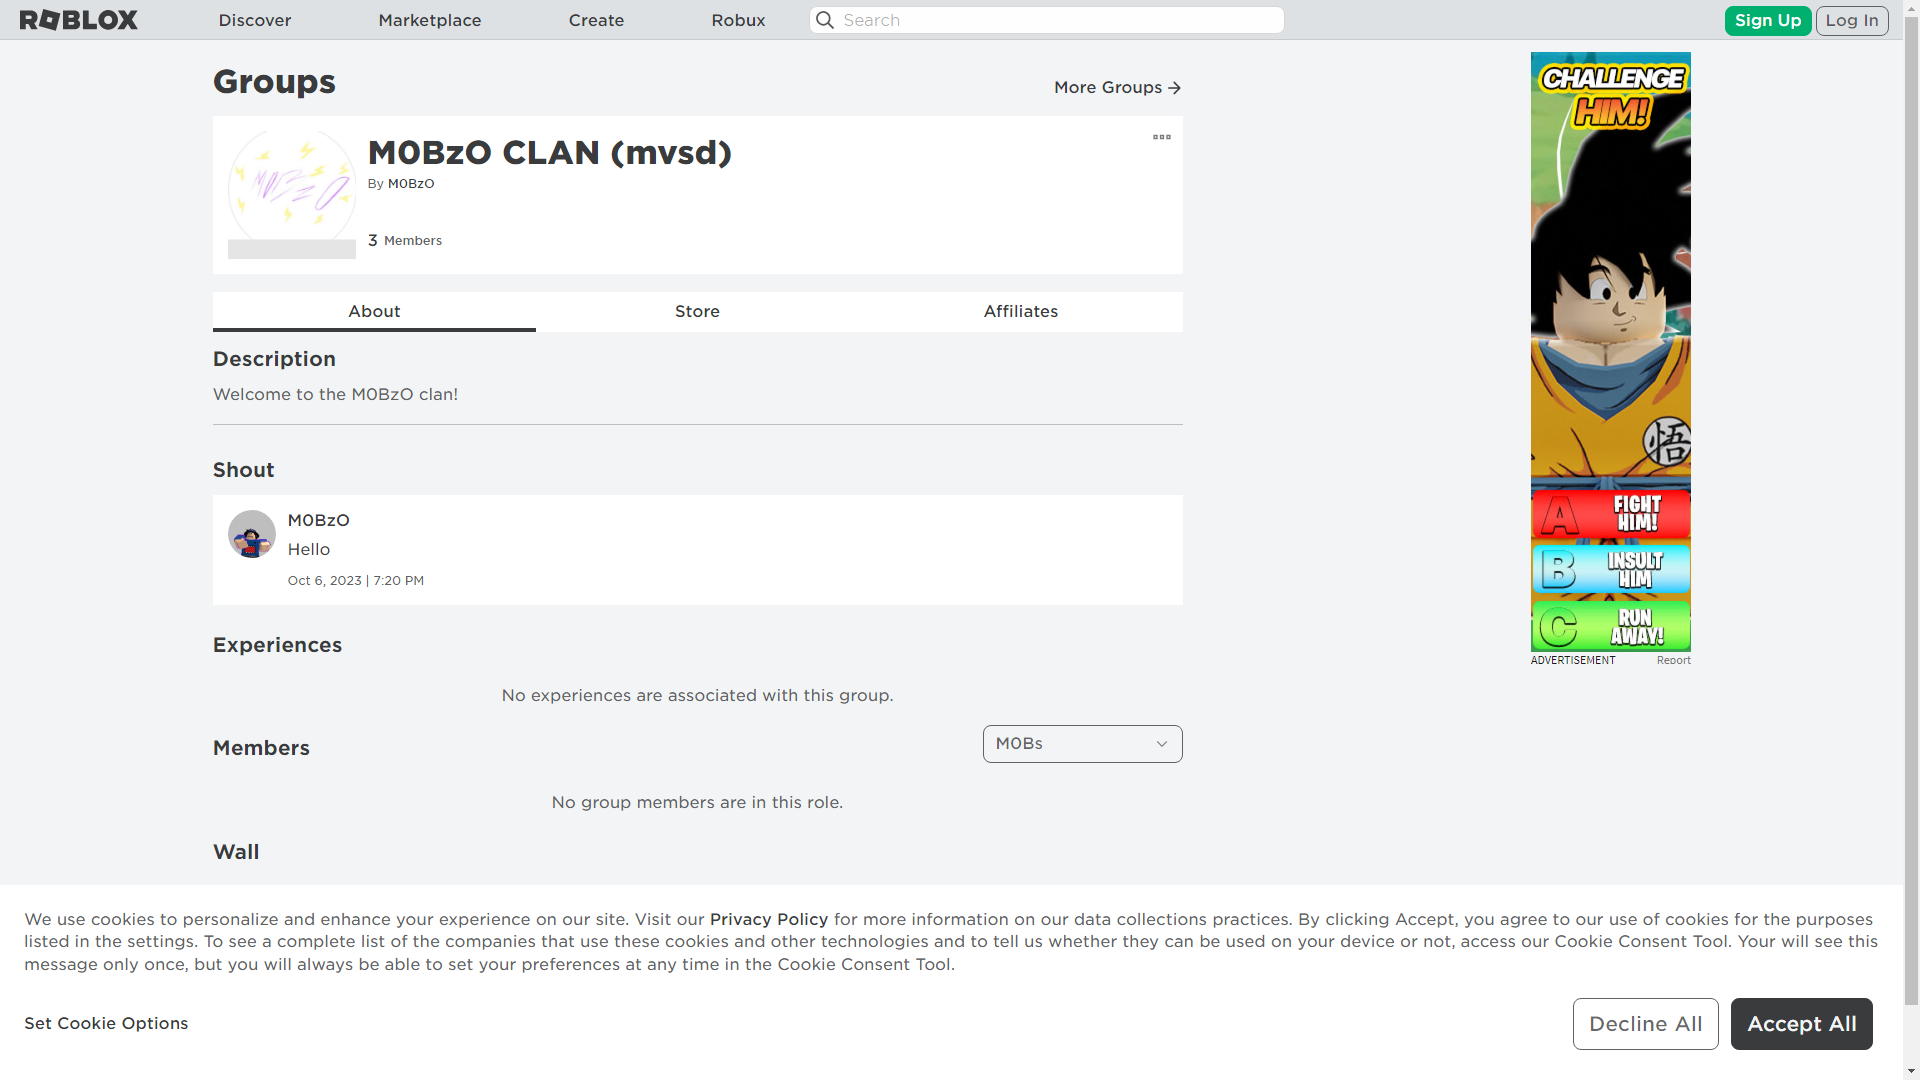 ROBLOX
Discover
Marketplace
Create
Robux
Search
Sign Up
Log In
Groups
More Groups
M0BzO
M0BzO CLAN (mvsd)
By M0BzO
3 Members
About
Store
Affiliates
Description
Welcome to the M0BzO clan!
Shout
M0BzO
Hello
Oct 6, 2023 | 7:20 PM
Experiences
No experiences are associated with this group.
Members
M0Bs
No group members are in this role.
Wall
CHALLENGE
HIM!
悟
A
FIGHT
HIM!
B
INSULT
HIM
C
RUN
AWAY!
ADVERTISEMENT
Report
We use cookies to personalize and enhance your experience on our site. Visit our Privacy Policy for more information on our data collections practices. By clicking Accept, you agree to our use of cookies for the purposes
listed in the settings. To see a complete list of the companies that use these cookies and other technologies and to tell us whether they can be used on your device or not, access our Cookie Consent Tool. Your will see this
message only once, but you will always be able to set your preferences at any time in the Cookie Consent Tool.
Set Cookie Options
Decline All
Accept All